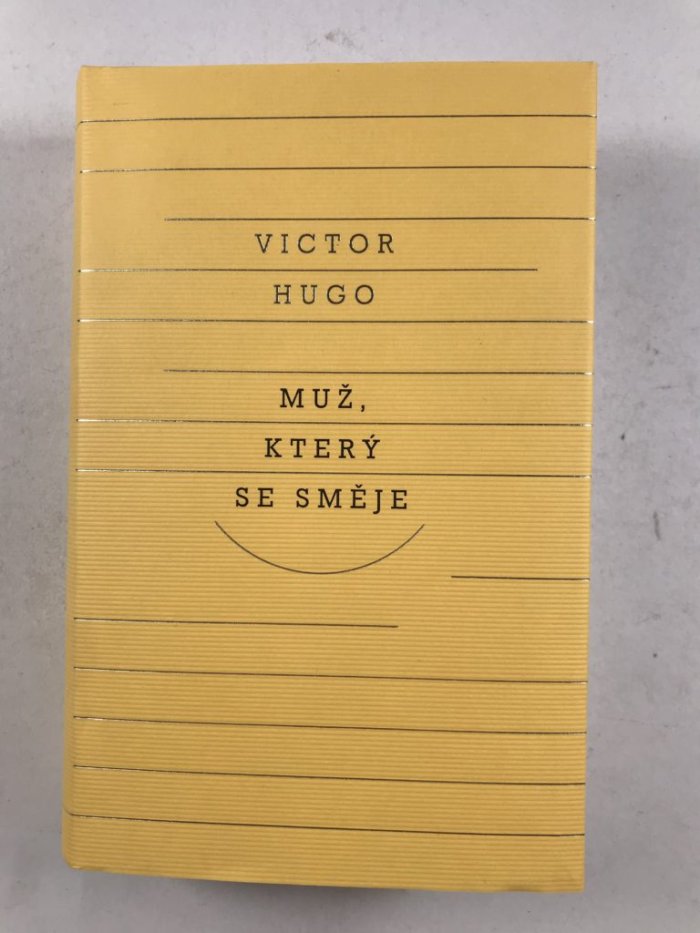 VICTOR
HUGO
MUŽ,
KTERÝ
SE SMĚJE